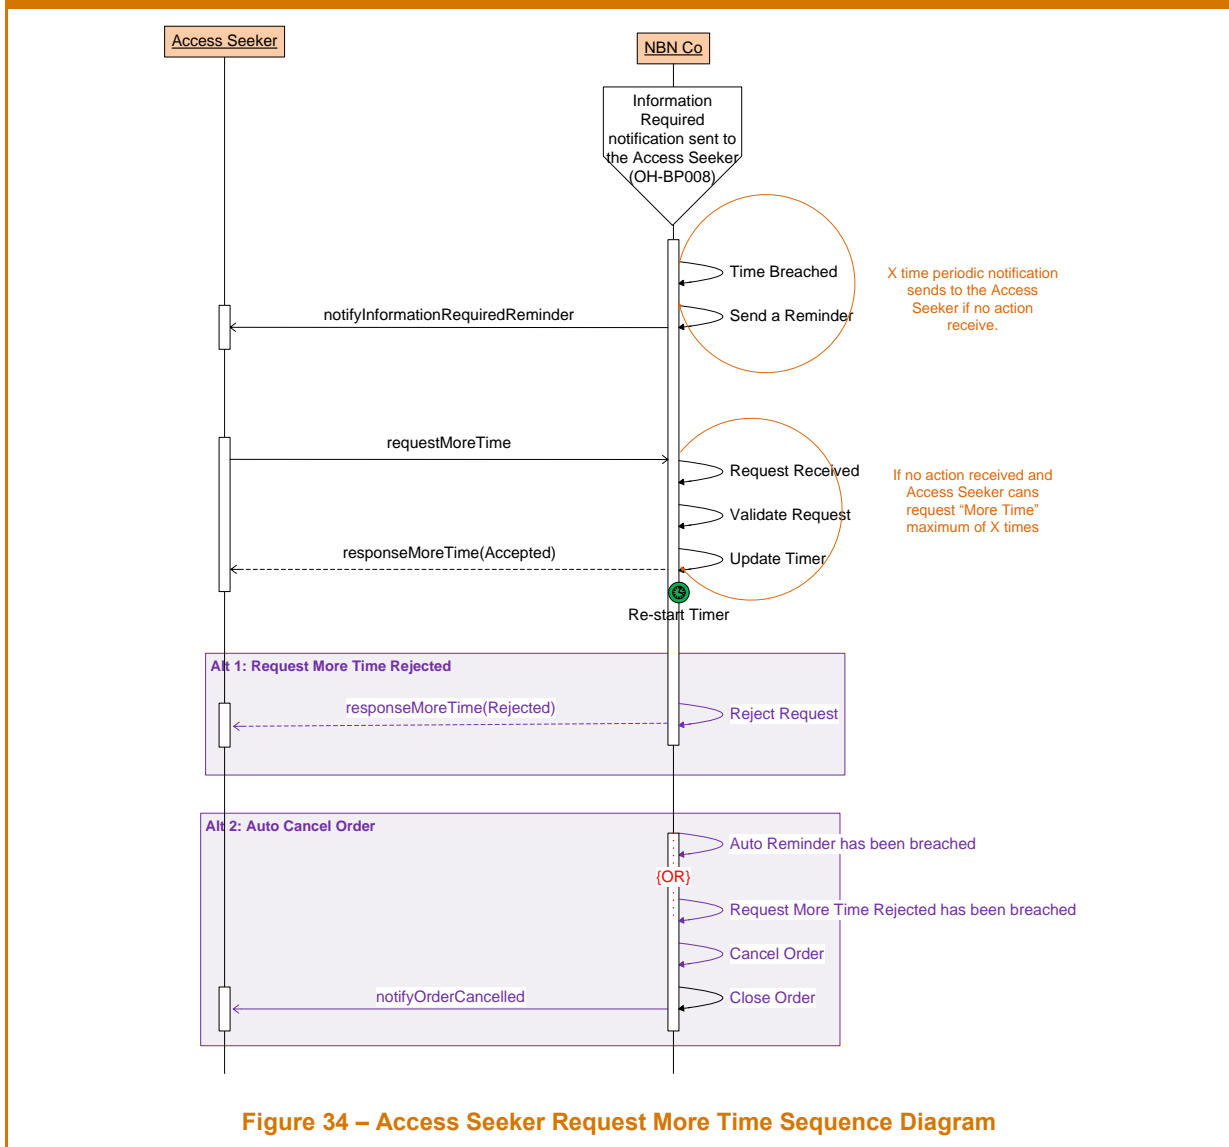 Access Seeker
NBN Co
Information
Required
notification sent to
the Access Seeker
(OH-BP008)
Time Breached
X time periodic notification
sends to the Access
Seeker if no action
receive.
notifyInformationRequiredReminder
Send a Reminder
requestMoreTime
Request Received
If no action received and
Access Seeker cans
request “More Time”
maximum of X times
Validate Request
responseMoreTime(Accepted)
Update Timer
Re-start Timer
Alt 1: Request More Time Rejected
responseMoreTime(Rejected)
Reject Request
Alt 2: Auto Cancel Order
Auto Reminder has been breached
{OR}
Request More Time Rejected has been breached
Cancel Order
notifyOrderCancelled
Close Order
Figure 34 – Access Seeker Request More Time Sequence Diagram